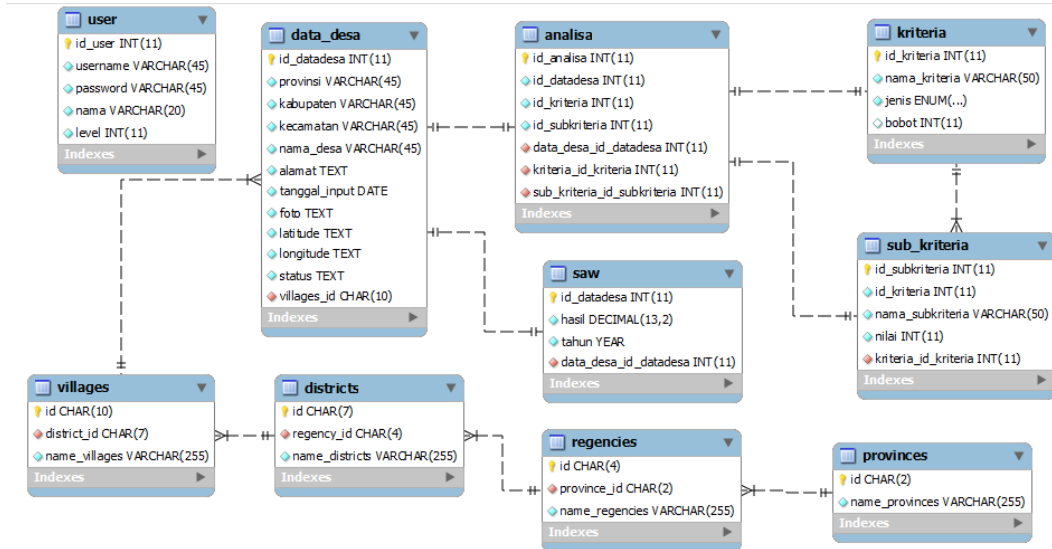 user
id_user INT(11)
username VARCHAR(45)
password VARCHAR(45)
nama VARCHAR(20)
level INT(11)
Indexes
data_desa
id_datadesa INT(11)
provinsi VARCHAR(45)
kabupaten VARCHAR(45)
kecamatan VARCHAR(45)
nama_desa VARCHAR(45)
alamat TEXT
tanggal_input DATE
foto TEXT
latitude TEXT
longitude TEXT
status TEXT
villages_id CHAR(10)
Indexes
analisa
id_analisa INT(11)
id_datadesa INT(11)
id_kriteria INT(11)
id_subkriteria INT(11)
data_desa_id_datadesa INT(11)
kriteria_id_kriteria INT(11)
sub_kriteria_id_subkriteria INT(11)
Indexes
kriteria
id_kriteria INT(11)
nama_kriteria VARCHAR(50)
jenis ENUM(...)
bobot INT(11)
Indexes
sub_kriteria
id_subkriteria INT(11)
id_kriteria INT(11)
nama_subkriteria VARCHAR(50)
nilai INT(11)
kriteria_id_kriteria INT(11)
Indexes
saw
id_datadesa INT(11)
hasil DECIMAL(13,2)
tahun YEAR
data_desa_id_datadesa INT(11)
Indexes
villages
id CHAR(10)
district_id CHAR(7)
name_villages VARCHAR(255)
Indexes
districts
id CHAR(7)
regency_id CHAR(4)
name_districts VARCHAR(255)
Indexes
regencies
id CHAR(4)
province_id CHAR(2)
name_regencies VARCHAR(255)
Indexes
provinces
id CHAR(2)
name_provinces VARCHAR(255)
Indexes